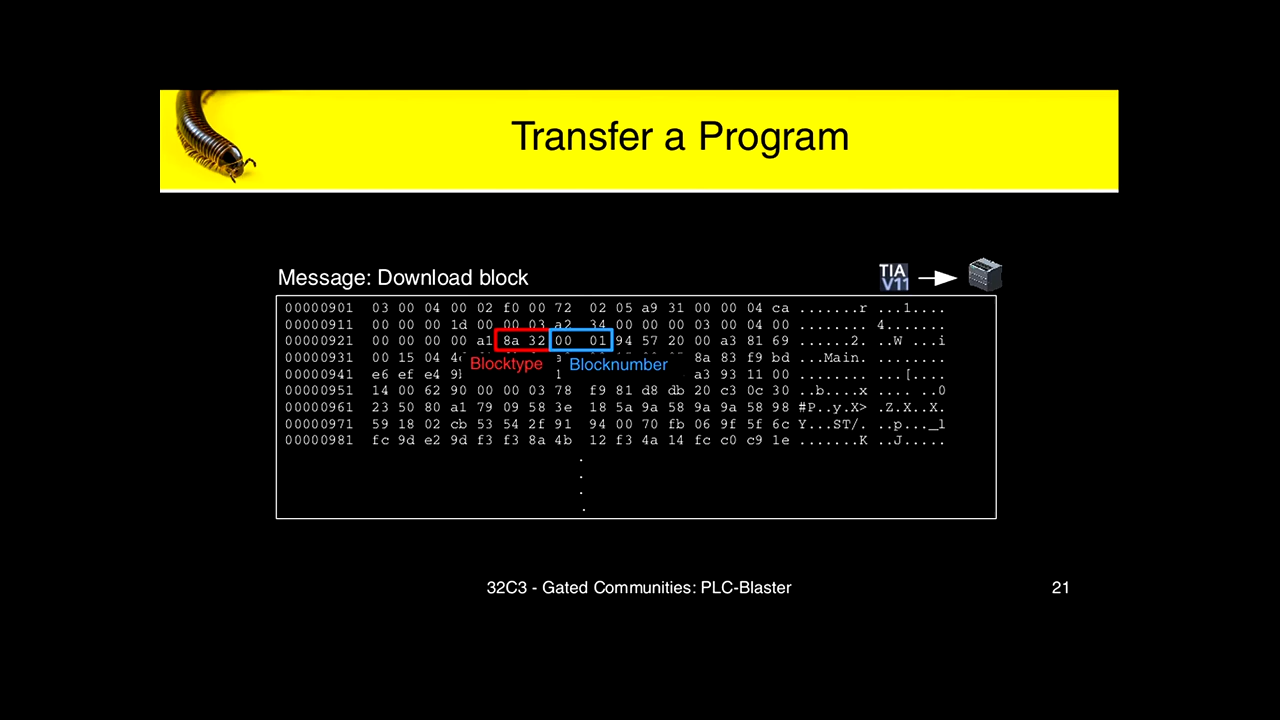 Transfer a Program
Message: Download block
TIA
V11
00000901 03 00 04 00 02 f0 00 72 02 05 a9 31 00 00 04 ca .......r ...1....
00000911 00 00 00 1d 00 00 03 a2 34 00 00 00 03 00 04 00 ........ 4.......
00000921 00 00 00 00 a1 8a 32 00 01 94 57 20 00 a3 81 69 ......2. ..W ...i
Blocktype Blocknumber
00000931 00 15 04 8a 83 f9 bd ...Main. ........
00000941 e6 ef e4 a3 93 11 00 ........ ...[....
00000951 14 00 62 90 00 00 03 78 f9 81 d8 db 20 c3 0c 30 ..b....x .... ..0
00000961 23 50 80 a1 79 09 58 3e 18 5a 9a 58 9a 9a 58 98 #P..y.X> .Z.X..X.
00000971 59 18 02 cb 53 54 2f 91 94 00 70 fb 06 9f 5f 6c Y...ST/. ..p..._l
00000981 fc 9d e2 9d f3 f3 8a 4b 12 f3 4a 14 fc c0 c9 1e .......K ..J.....
.
.
.
.
32C3 - Gated Communities: PLC-Blaster
21